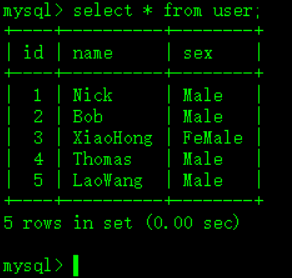 mysql> select * from user;
+----+----------+--------+
| id | name     | sex    |
+----+----------+--------+
|  1 | Nick     | Male   |
|  2 | Bob      | Male   |
|  3 | XiaoHong | FeMale |
|  4 | Thomas   | Male   |
|  5 | LaoWang  | Male   |
+----+----------+--------+
5 rows in set (0.00 sec)
mysql>